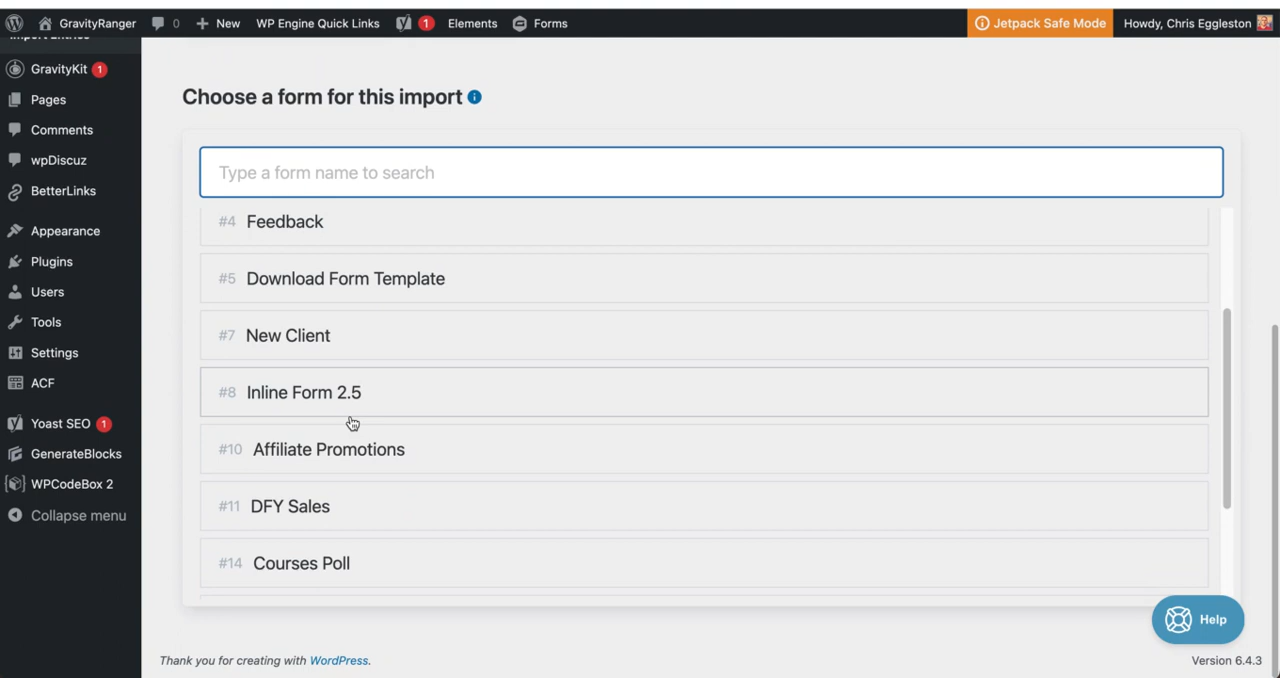 GravityRanger
0
New
WP Engine Quick Links
1
Elements
Forms
Jetpack Safe Mode
Howdy, Chris Eggleston
Import Entries
GravityKit 1
Pages
Comments
wpDiscuz
BetterLinks
Appearance
Plugins
Users
Tools
Settings
ACF
Yoast SEO 1
GenerateBlocks
WPCodeBox 2
Collapse menu
Choose a form for this import
Type a form name to search
#4 Feedback
#5 Download Form Template
#7 New Client
#8 Inline Form 2.5
#10 Affiliate Promotions
#11 DFY Sales
#14 Courses Poll
Help
Thank you for creating with WordPress.
Version 6.4.3